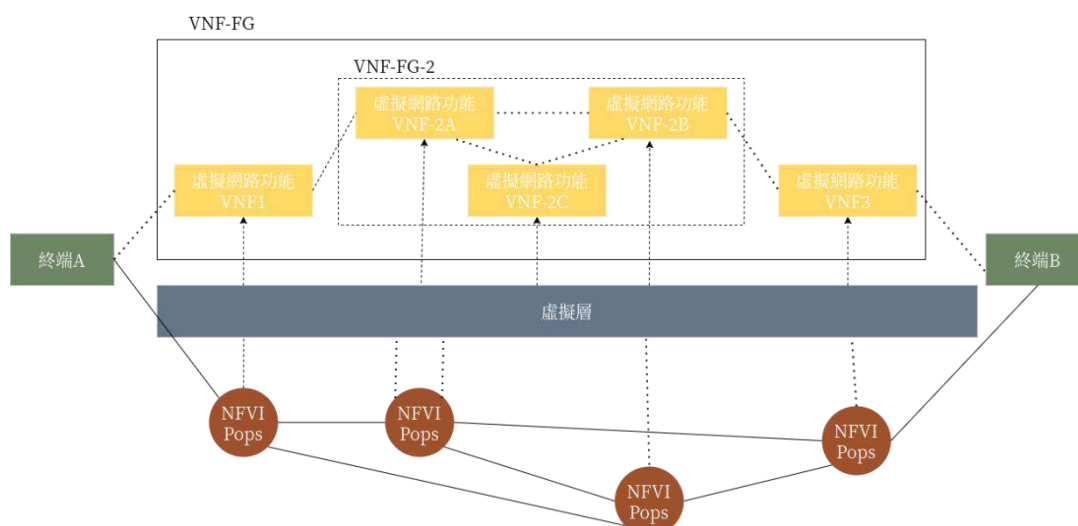 VNF-FG
VNF-FG-2
虛擬網路功能
VNF-2A
虛擬網路功能
VNF-2B
虛擬網路功能
VNF1
虛擬網路功能
VNF-2C
虛擬網路功能
VNF3
終端A
終端B
虛擬層
NFVI
Pops
NFVI
Pops
NFVI
Pops
NFVI
Pops